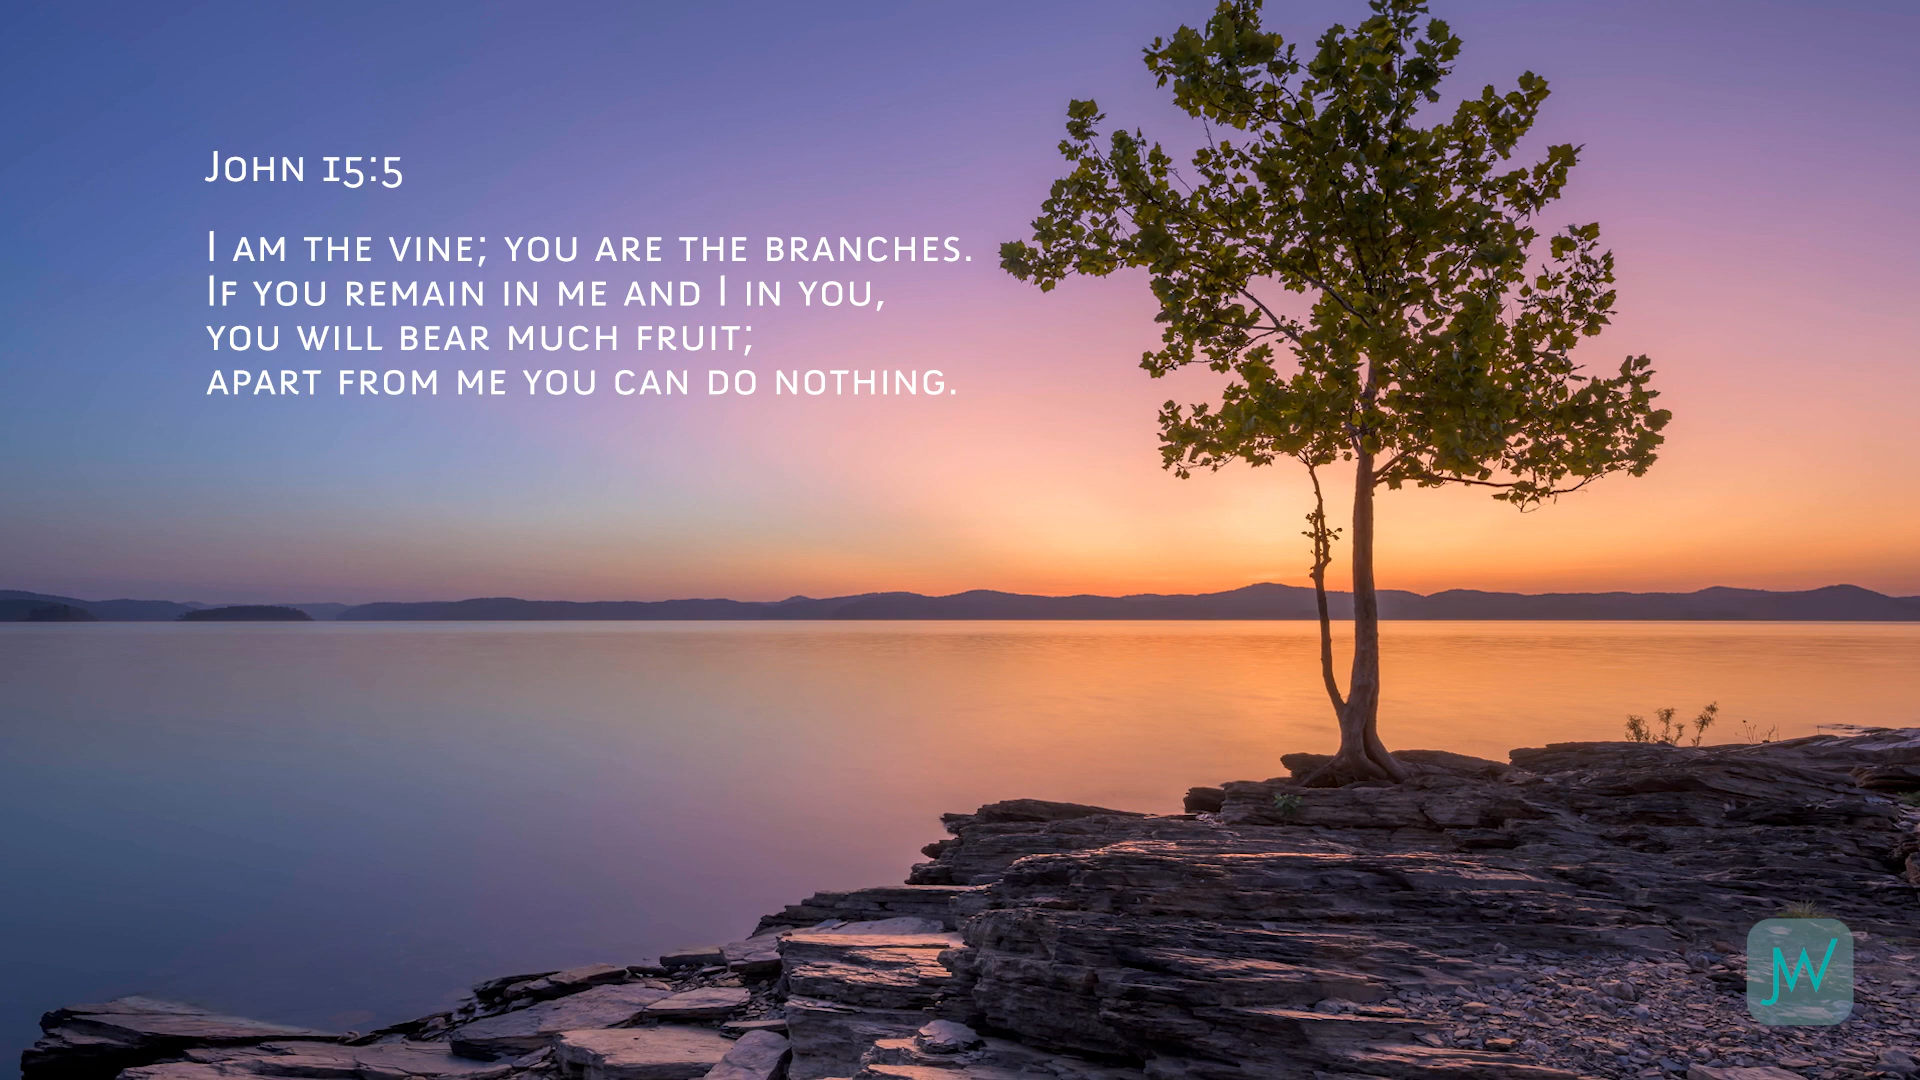 John 15:5
I am the vine; you are the branches.
If you remain in me and I in you,
you will bear much fruit;
apart from me you can do nothing.
JW